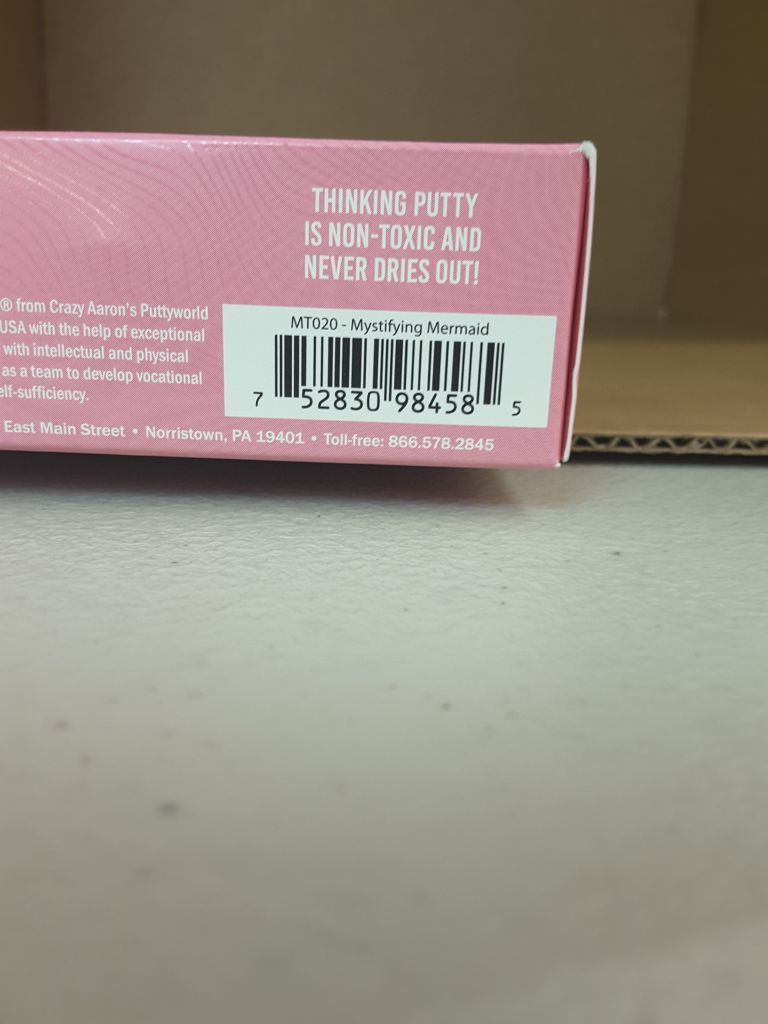 THINKING PUTTY
IS NON-TOXIC AND
NEVER DRIES OUT!
® from Crazy Aaron's Puttyworld
USA with the help of exceptional
with intellectual and physical
as a team to develop vocational
elf-sufficiency.
MT020 - Mystifying Mermaid
7 52830 98458 5
East Main Street • Norristown, PA 19401 • Toll-free: 866.578.2845